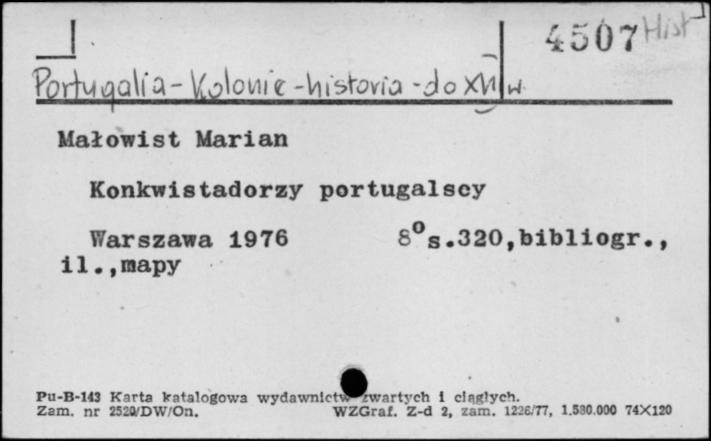 4507 Hist
Portugalia - Kolonie - historia - do XVII w.
Małowist Marian
Konkwistadorzy portugalscy
Warszawa 1976 8° s.320,bibliogr.,
il.,mapy
Pu-B-143 Karta katalogowa wydawnictw zwartych i ciągłych.
Zam. nr 2520/DW/On. WZGraf. Z-d 2, zam. 1226/77, 1.580.000 74X120